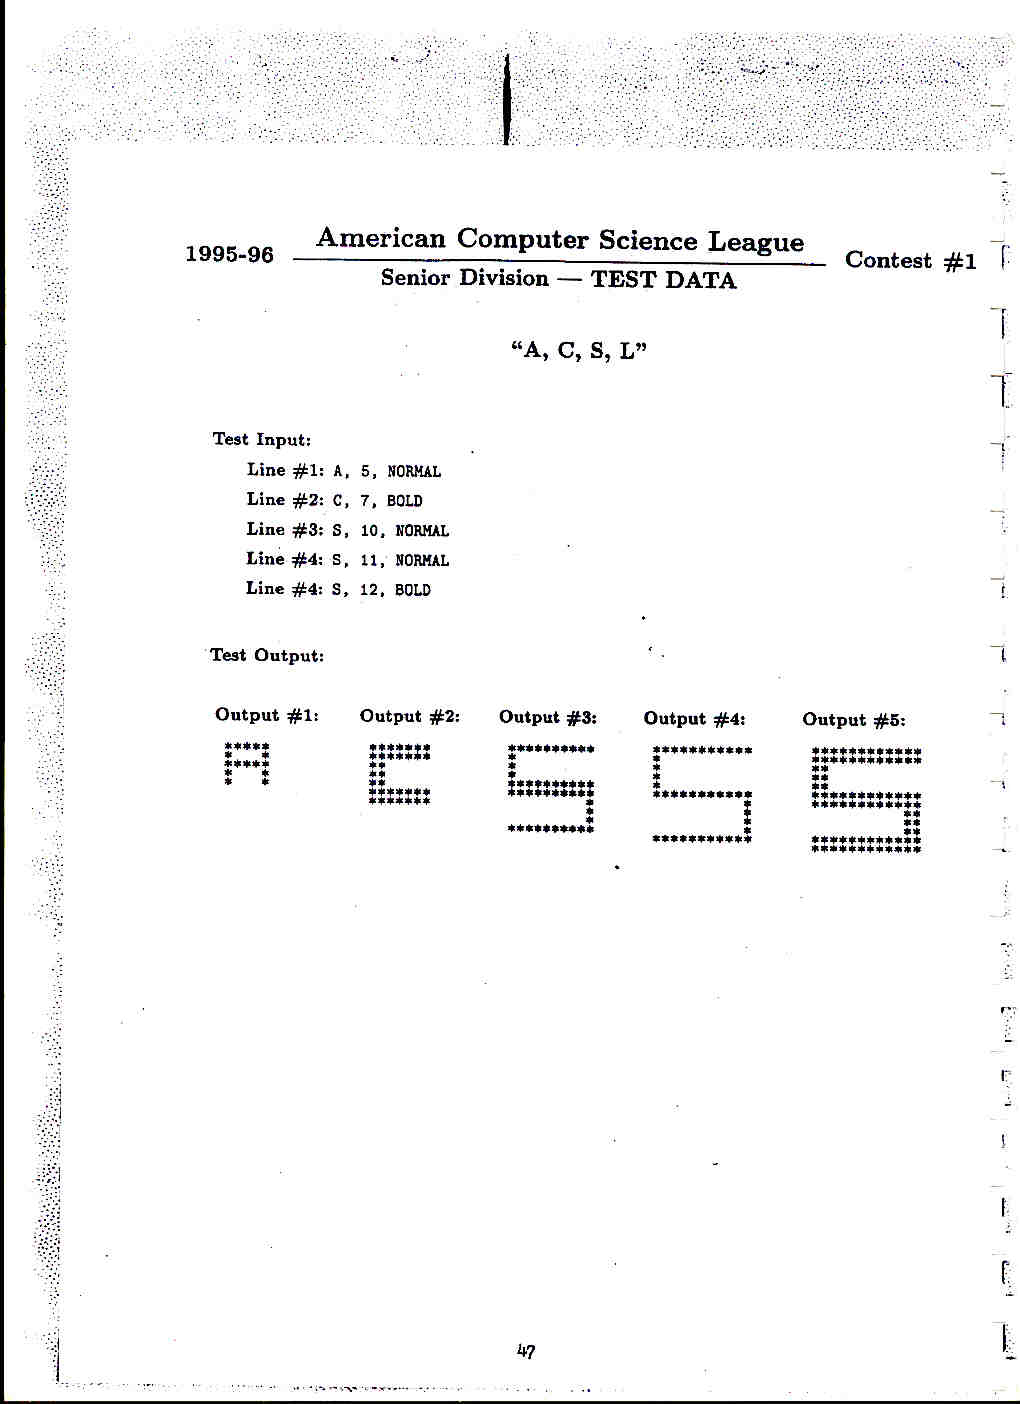 1995-96 American Computer Science League Contest #1
Senior Division — TEST DATA
“A, C, S, L”
Test Input:
Line #1: A, 5, NORMAL
Line #2: C, 7, BOLD
Line #3: S, 10, NORMAL
Line #4: S, 11, NORMAL
Line #4: S, 12, BOLD
Test Output:
Output #1: Output #2: Output #3: Output #4: Output #5:
47